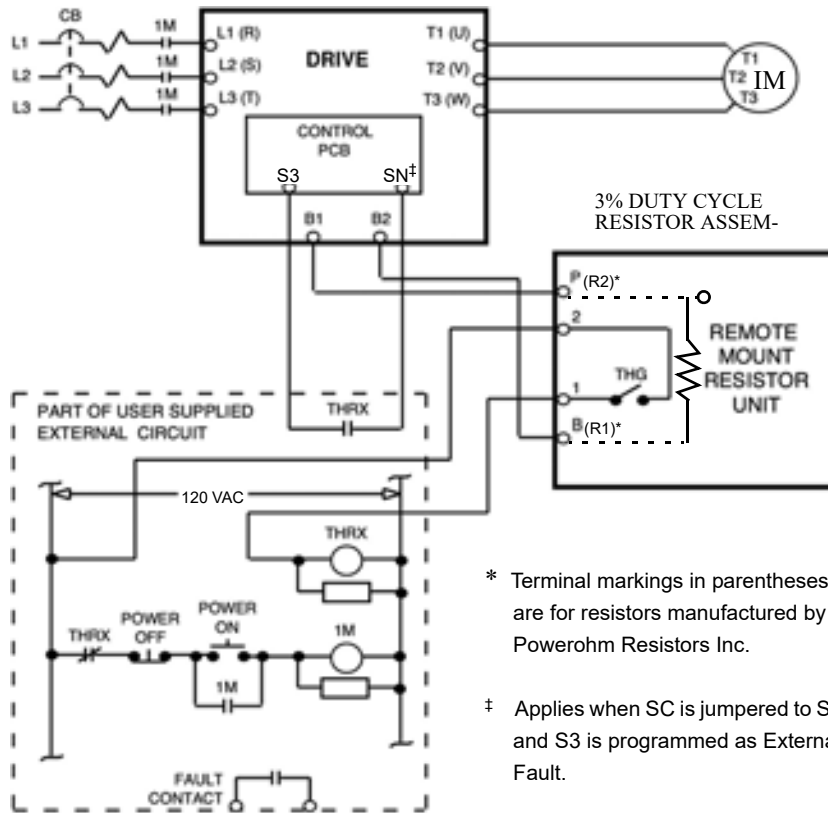 CB
1M
L1
L1 (R)
1M
L2
L2 (S)
1M
L3
L3 (T)
DRIVE
T1 (U)
T2 (V)
T3 (W)
T1
T2
T3
IM
CONTROL
PCB
S3
SN‡
B1
B2
3% DUTY CYCLE
RESISTOR ASSEM-
P (R2)*
2
THG
1
B (R1)*
REMOTE
MOUNT
RESISTOR
UNIT
PART OF USER SUPPLIED
EXTERNAL CIRCUIT
THRX
120 VAC
THRX
THRX
POWER
OFF
POWER
ON
1M
1M
FAULT
CONTACT
* Terminal markings in parentheses
are for resistors manufactured by
Powerohm Resistors Inc.
‡ Applies when SC is jumpered to S
and S3 is programmed as Externa
Fault.